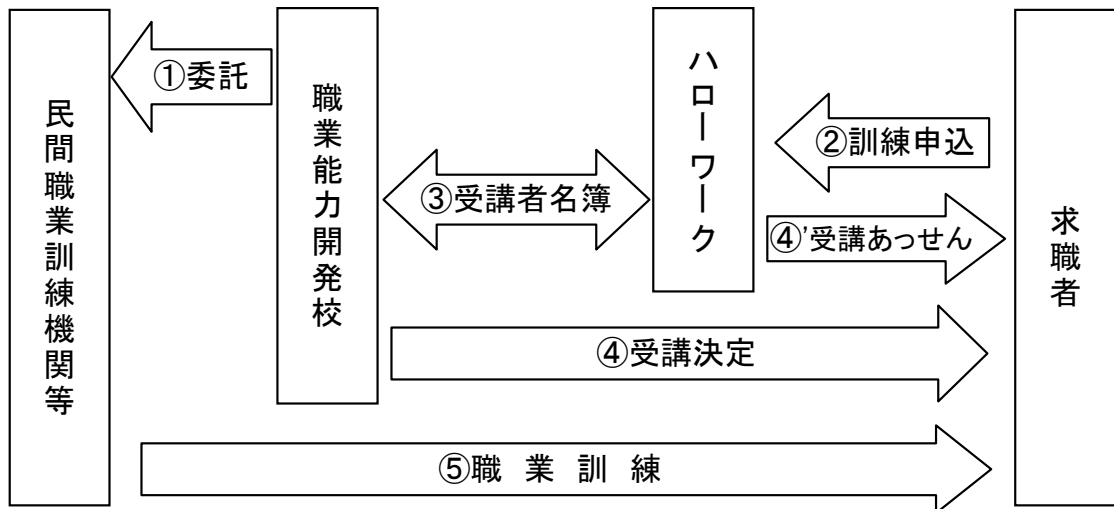 民間職業訓練機関等
①委託
職業能力開発校
③受講者名簿
ハローワーク
②訓練申込
④'受講あっせん
④受講決定
⑤職業訓練
求職者